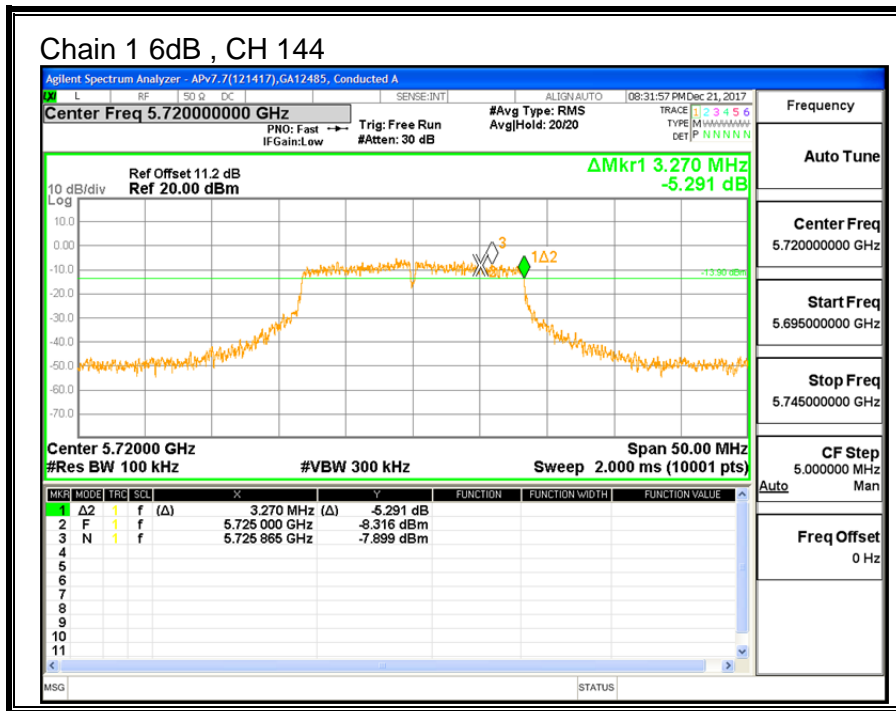 Chain 1 6dB , CH 144
Agilent Spectrum Analyzer - APv7.7(121417),GA12485, Conducted A
LXI L RF 50 Ω DC SENSE:INT ALIGN AUTO 08:31:57 PM Dec 21, 2017
Center Freq 5.720000000 GHz
PNO: Fast
IFGain:Low
Trig: Free Run
#Atten: 30 dB
#Avg Type: RMS
Avg|Hold: 20/20
TRACE 1 2 3 4 5 6
TYPE M WWWWW
DET P N N N N N
Ref Offset 11.2 dB
Ref 20.00 dBm
10 dB/div
Log
ΔMkr1 3.270 MHz
-5.291 dB
10.0
0.00
-10.0
-20.0
-30.0
-40.0
-50.0
-60.0
-70.0
3
1Δ2
-13.90 dBm
Center 5.72000 GHz
Span 50.00 MHz
#Res BW 100 kHz
#VBW 300 kHz
Sweep 2.000 ms (10001 pts)
MKR MODE TRC SCL X Y FUNCTION FUNCTION WIDTH FUNCTION VALUE
1 Δ2 1 f (Δ) 3.270 MHz (Δ) -5.291 dB
2 F 1 f 5.725 000 GHz -8.316 dBm
3 N 1 f 5.725 865 GHz -7.899 dBm
4
5
6
7
8
9
10
11
MSG
STATUS
Frequency
Auto Tune
Center Freq
5.720000000 GHz
Start Freq
5.695000000 GHz
Stop Freq
5.745000000 GHz
CF Step
5.000000 MHz
Auto Man
Freq Offset
0 Hz